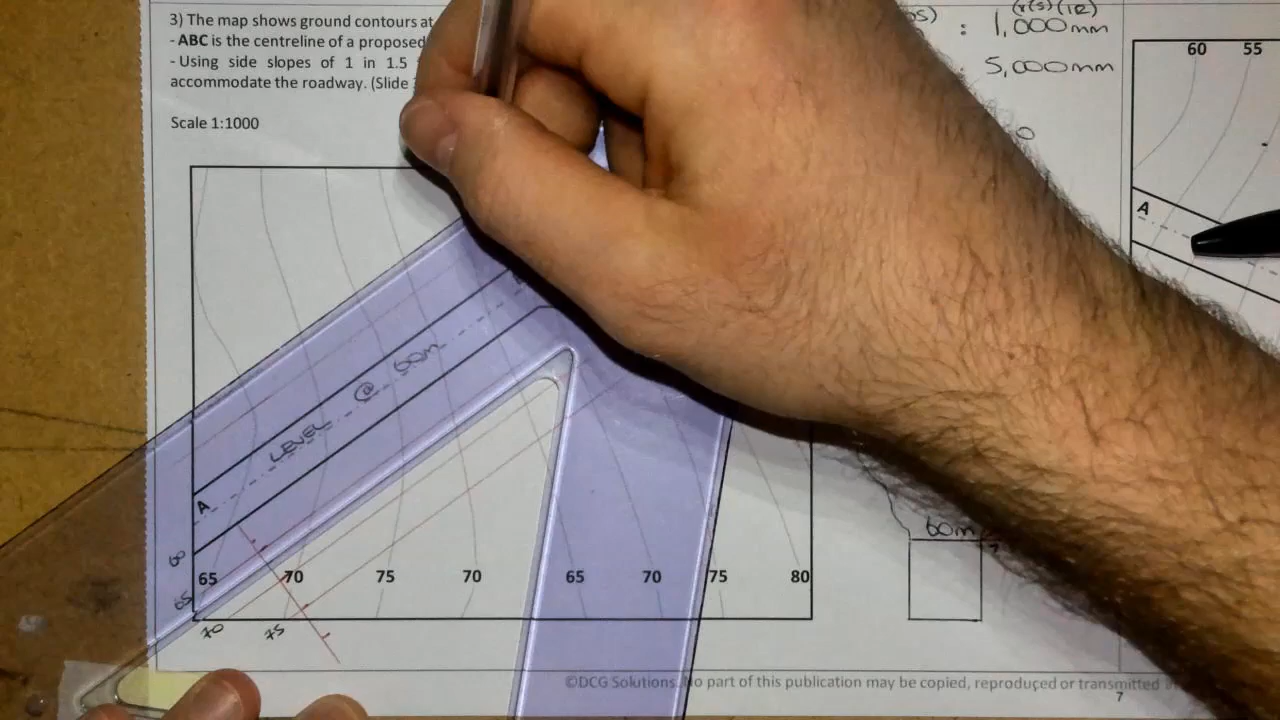 3) The map shows ground contours at
- ABC is the centreline of a proposed
- Using side slopes of 1 in 1.5
accommodate the roadway. (Slide
Scale 1:1000
: 1,000mm
5,000mm
60 55
A
LEVEL @ 60m
A
60
65 70 75 70 65 70 75 80
65
70 75
60m
©DCG Solutions. No part of this publication may be copied, reproduced or transmitted
7